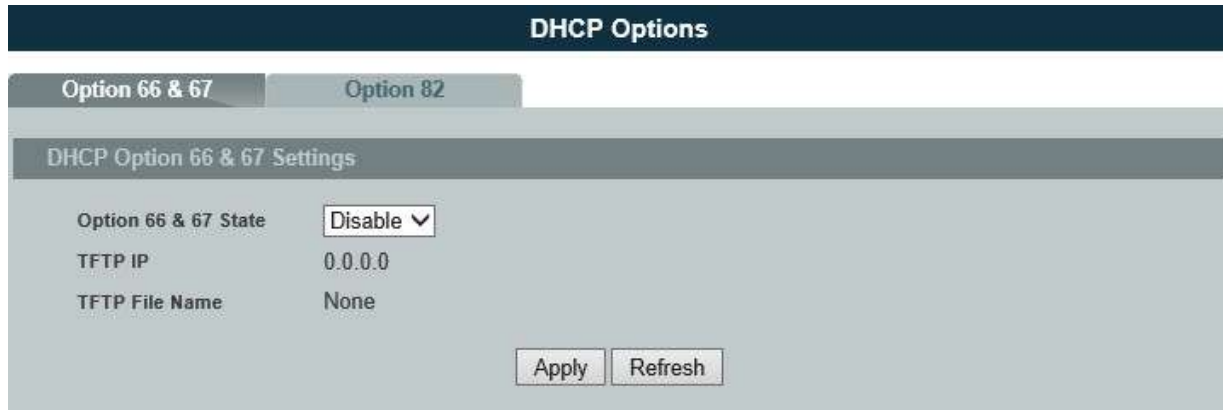 DHCP Options
Option 66 & 67 Option 82
DHCP Option 66 & 67 Settings
Option 66 & 67 State Disable
TFTP IP 0.0.0.0
TFTP File Name None
Apply Refresh